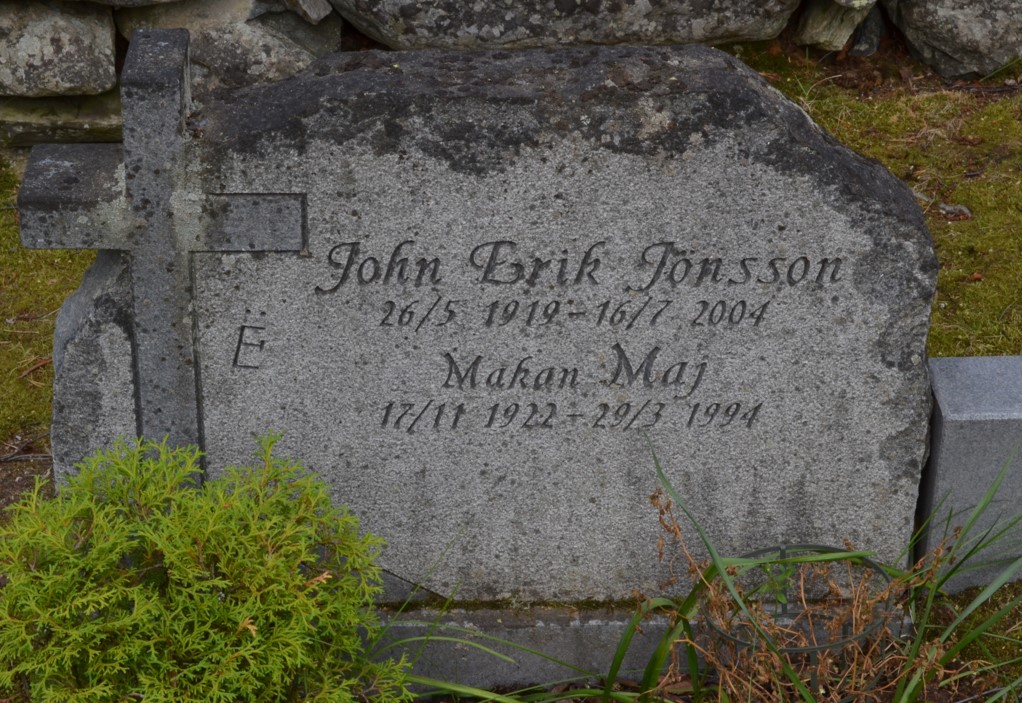 John Erik Jönsson
26/5 1919 - 16/7 2004
Ë
Makan Maj
17/11 1922 - 29/3 1994